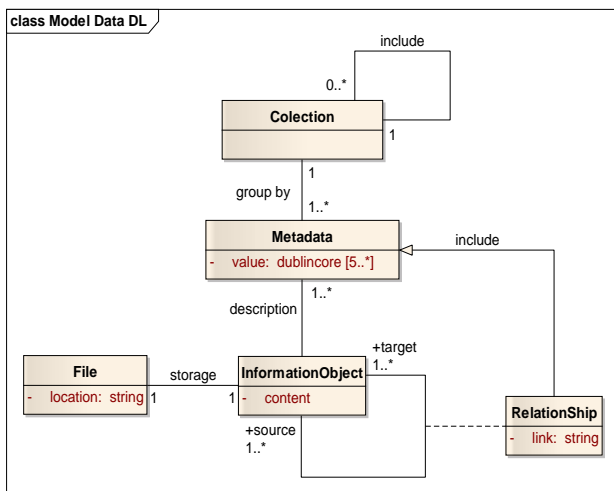 class Model Data DL
include
0..*
Colection
1
1
group by
1..*
Metadata
include
- value: dublincore [5..*]
1..*
description
+target
1..*
File
storage
InformationObject
- location: string
1
1
- content
RelationShip
+source
1..*
- link: string